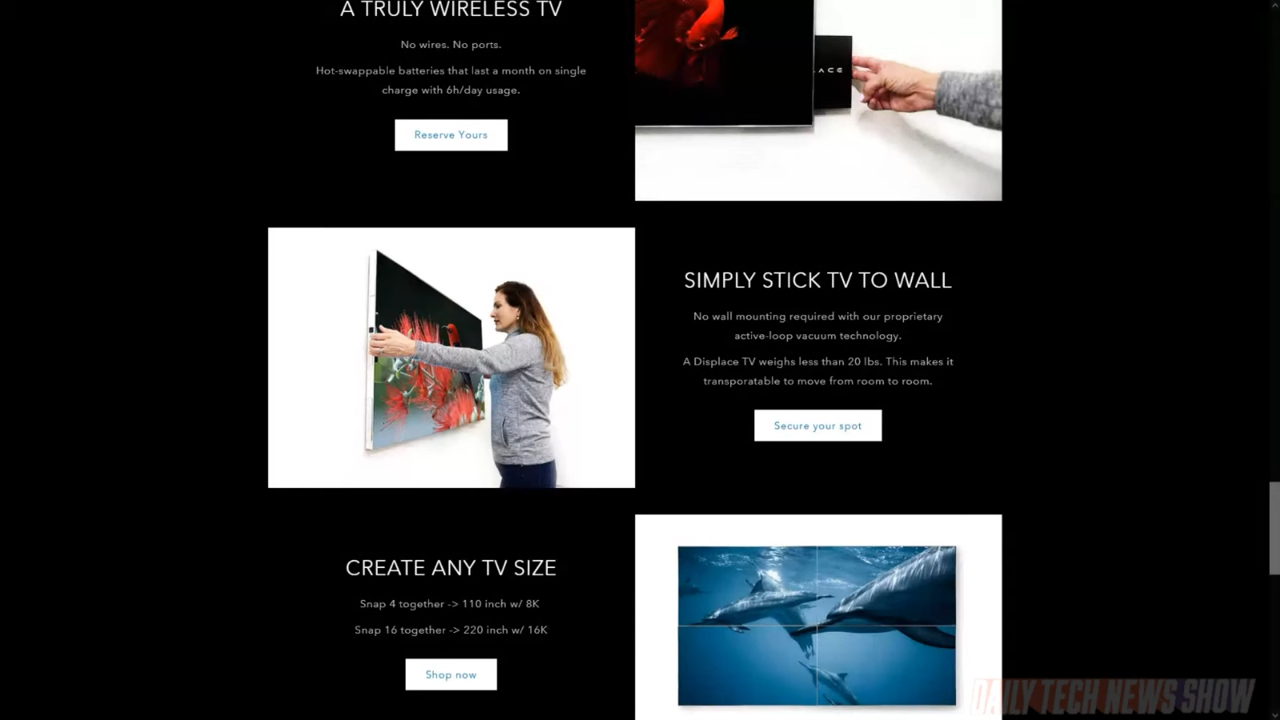 A TRULY WIRELESS TV
No wires. No ports.
Hot-swappable batteries that last a month on single
charge with 6h/day usage.
Reserve Yours
ACE
SIMPLY STICK TV TO WALL
No wall mounting required with our proprietary
active-loop vacuum technology.
A Displace TV weighs less than 20 lbs. This makes it
transporatable to move from room to room.
Secure your spot
CREATE ANY TV SIZE
Snap 4 together -> 110 inch w/ 8K
Snap 16 together -> 220 inch w/ 16K
Shop now
DAILY TECH NEWS SHOW